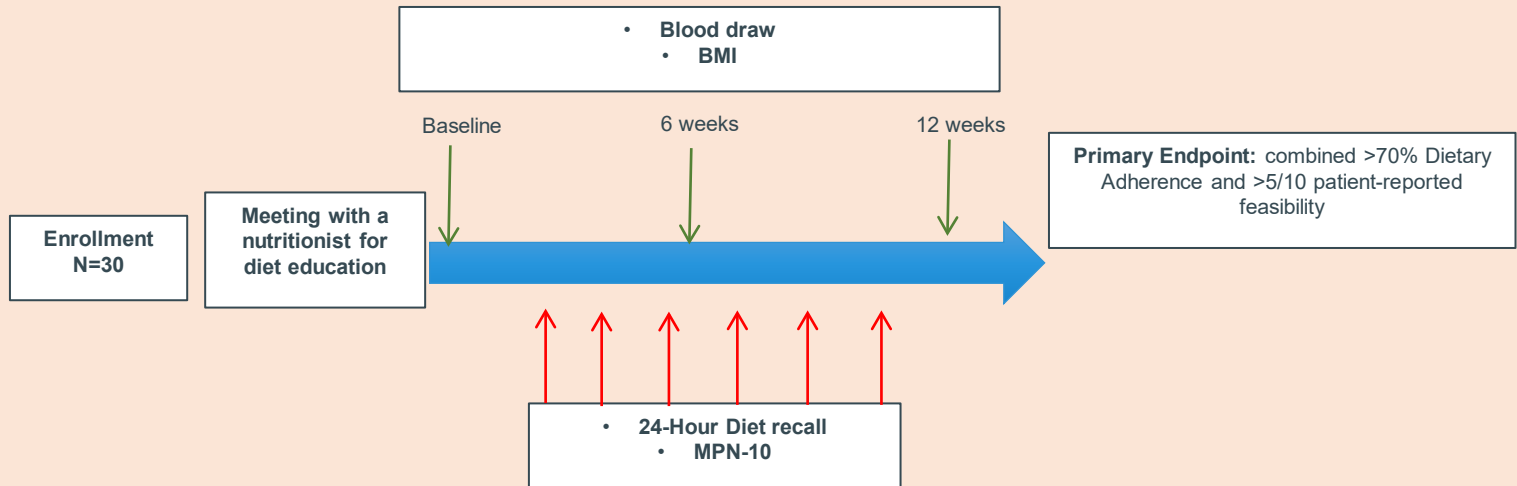 • Blood draw
• BMI
Baseline
6 weeks
12 weeks
Enrollment
N=30
Meeting with a
nutritionist for
diet education
Primary Endpoint: combined >70% Dietary
Adherence and >5/10 patient-reported
feasibility
• 24-Hour Diet recall
• MPN-10